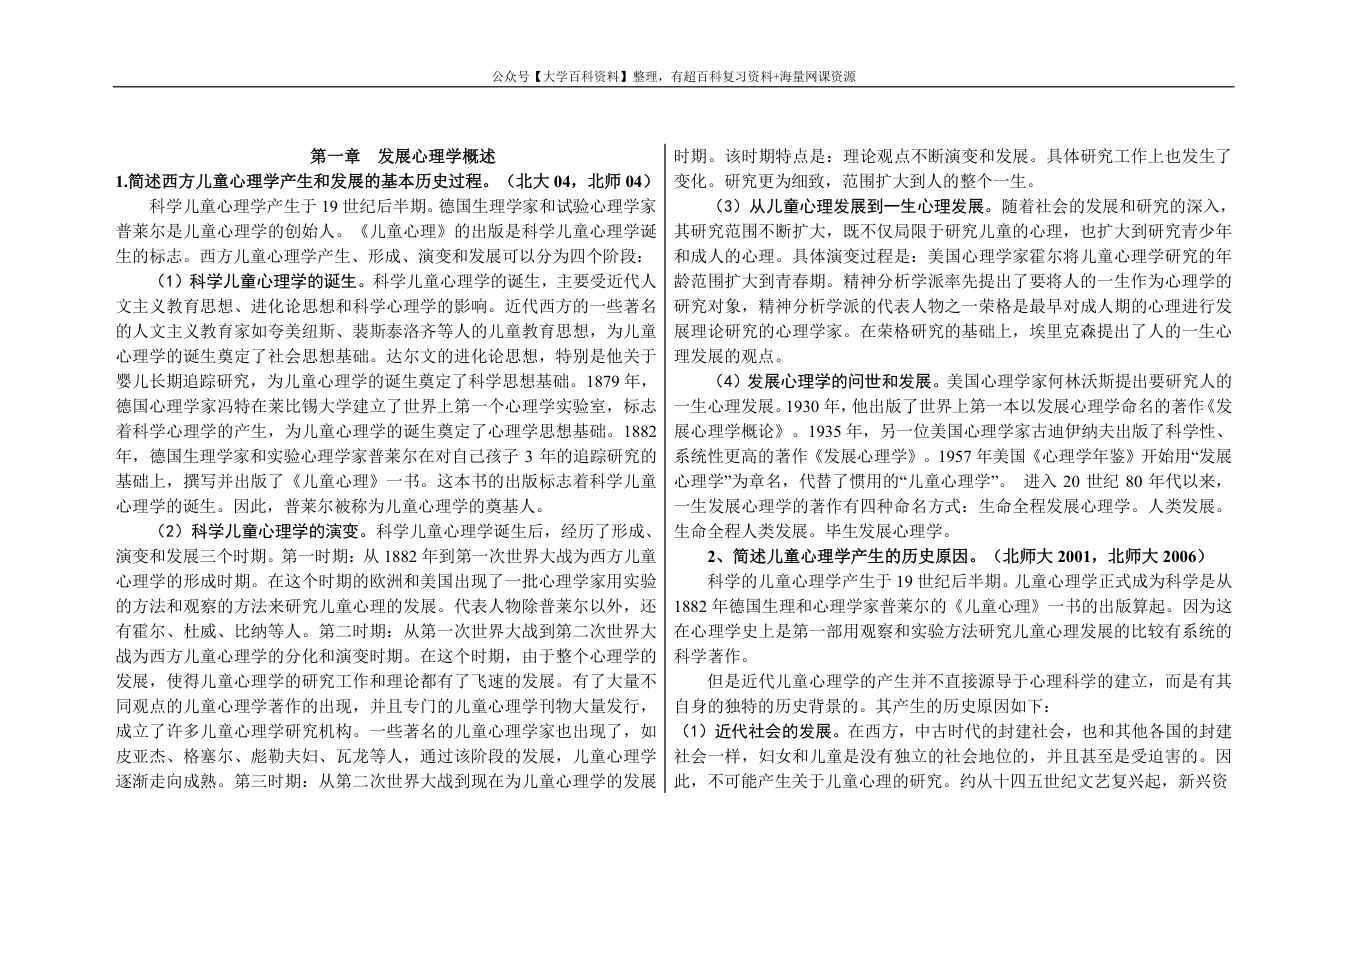 公众号【大学百科资料】整理，有超百科复习资料+海量网课资源
第一章　发展心理学概述
1.简述西方儿童心理学产生和发展的基本历史过程。（北大 04，北师 04）
科学儿童心理学产生于 19 世纪后半期。德国生理学家和试验心理学家
普莱尔是儿童心理学的创始人。《儿童心理》的出版是科学儿童心理学诞
生的标志。西方儿童心理学产生、形成、演变和发展可以分为四个阶段：
（1）科学儿童心理学的诞生。科学儿童心理学的诞生，主要受近代人
文主义教育思想、进化论思想和科学心理学的影响。近代西方的一些著名
的人文主义教育家如夸美纽斯、裴斯泰洛齐等人的儿童教育思想，为儿童
心理学的诞生奠定了社会思想基础。达尔文的进化论思想，特别是他关于
婴儿长期追踪研究，为儿童心理学的诞生奠定了科学思想基础。1879 年，
德国心理学家冯特在莱比锡大学建立了世界上第一个心理学实验室，标志
着科学心理学的产生，为儿童心理学的诞生奠定了心理学思想基础。1882
年，德国生理学家和实验心理学家普莱尔在对自己孩子 3 年的追踪研究的
基础上，撰写并出版了《儿童心理》一书。这本书的出版标志着科学儿童
心理学的诞生。因此，普莱尔被称为儿童心理学的奠基人。
（2）科学儿童心理学的演变。科学儿童心理学诞生后，经历了形成、
演变和发展三个时期。第一时期：从 1882 年到第一次世界大战为西方儿童
心理学的形成时期。在这个时期的欧洲和美国出现了一批心理学家用实验
的方法和观察的方法来研究儿童心理的发展。代表人物除普莱尔以外，还
有霍尔、杜威、比纳等人。第二时期：从第一次世界大战到第二次世界大
战为西方儿童心理学的分化和演变时期。在这个时期，由于整个心理学的
发展，使得儿童心理学的研究工作和理论都有了飞速的发展。有了大量不
同观点的儿童心理学著作的出现，并且专门的儿童心理学刊物大量发行，
成立了许多儿童心理学研究机构。一些著名的儿童心理学家也出现了，如
皮亚杰、格塞尔、彪勒夫妇、瓦龙等人，通过该阶段的发展，儿童心理学
逐渐走向成熟。第三时期：从第二次世界大战到现在为儿童心理学的发展
时期。该时期特点是：理论观点不断演变和发展。具体研究工作上也发生了
变化。研究更为细致，范围扩大到人的整个一生。
（3）从儿童心理发展到一生心理发展。随着社会的发展和研究的深入，
其研究范围不断扩大，既不仅局限于研究儿童的心理，也扩大到研究青少年
和成人的心理。具体演变过程是：美国心理学家霍尔将儿童心理学研究的年
龄范围扩大到青春期。精神分析学派率先提出了要将人的一生作为心理学的
研究对象，精神分析学派的代表人物之一荣格是最早对成人期的心理进行发
展理论研究的心理学家。在荣格研究的基础上，埃里克森提出了人的一生心
理发展的观点。
（4）发展心理学的问世和发展。美国心理学家何林沃斯提出要研究人的
一生心理发展。1930 年，他出版了世界上第一本以发展心理学命名的著作《发
展心理学概论》。1935 年，另一位美国心理学家古迪伊纳夫出版了科学性、
系统性更高的著作《发展心理学》。1957 年美国《心理学年鉴》开始用“发展
心理学”为章名，代替了惯用的“儿童心理学”。 进入 20 世纪 80 年代以来，
一生发展心理学的著作有四种命名方式：生命全程发展心理学。人类发展。
生命全程人类发展。毕生发展心理学。
2、简述儿童心理学产生的历史原因。（北师大 2001，北师大 2006）
科学的儿童心理学产生于 19 世纪后半期。儿童心理学正式成为科学是从
1882 年德国生理和心理学家普莱尔的《儿童心理》一书的出版算起。因为这
在心理学史上是第一部用观察和实验方法研究儿童心理发展的比较有系统的
科学著作。
但是近代儿童心理学的产生并不直接源导于心理科学的建立，而是有其
自身的独特的历史背景的。其产生的历史原因如下：
（1）近代社会的发展。在西方，中古时代的封建社会，也和其他各国的封建
社会一样，妇女和儿童是没有独立的社会地位的，并且甚至是受迫害的。因
此，不可能产生关于儿童心理的研究。约从十四五世纪文艺复兴起，新兴资